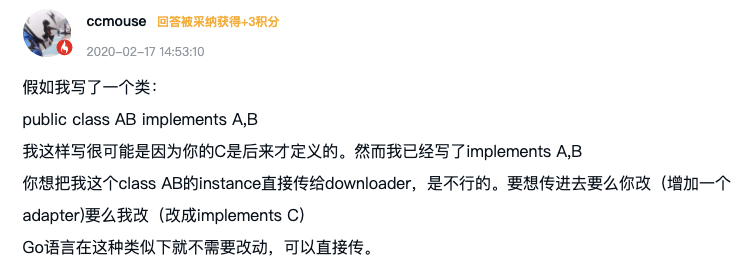 ccmouse 回答被采纳获得+3积分
2020-02-17 14:53:10
假如我写了一个类：
public class AB implements A,B
我这样写很可能是因为你的C是后来才定义的。然而我已经写了implements A,B
你想把我这个class AB的instance直接传给downloader，是不行的。要想传进去要么你改（增加一个
adapter)要么我改（改成implements C）
Go语言在这种类似下就不需要改动，可以直接传。